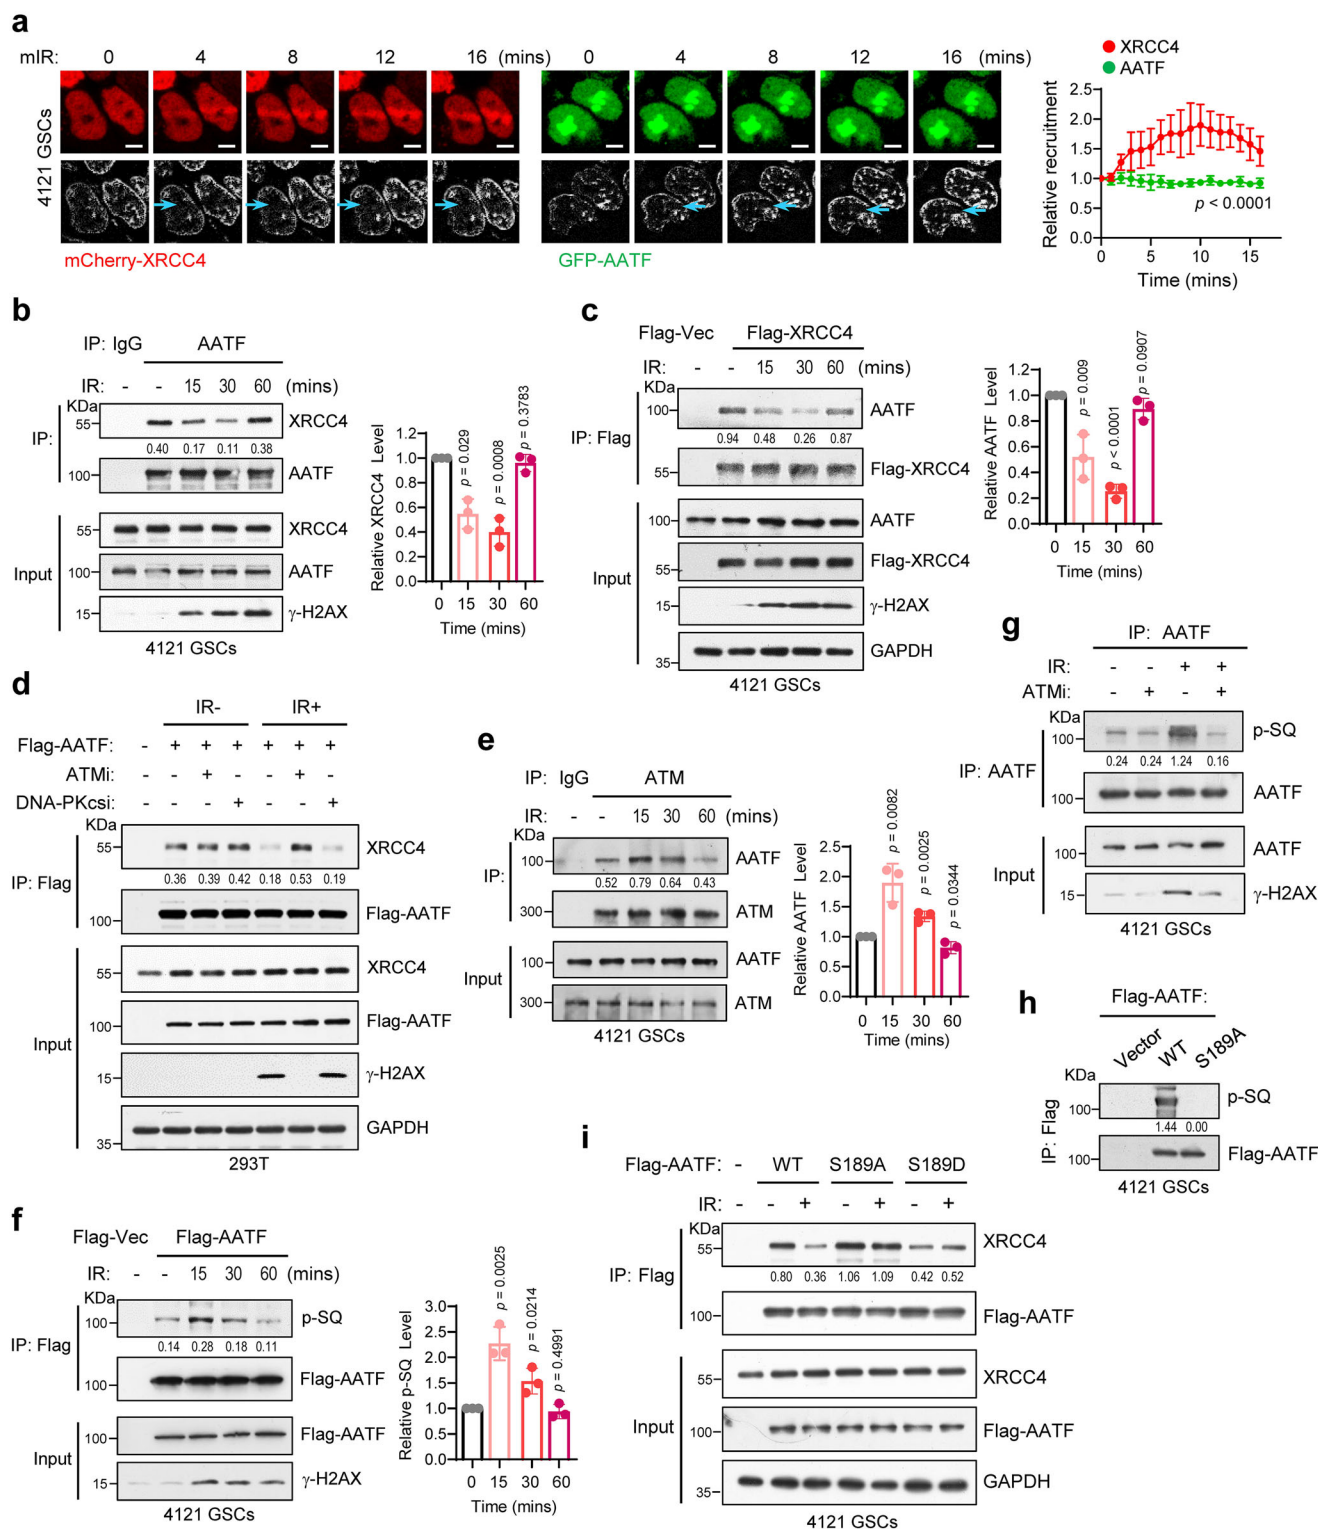 a
mIR: 0 4 8 12 16 (mins) 0 4 8 12 16 (mins)
4121 GSCs
mCherry-XRCC4
GFP-AATF
XRCC4
AATF
Relative recruitment
2.5
2.0
1.5
1.0
0.5
0.0
p < 0.0001
0 5 10 15
Time (mins)
b
IP: IgG AATF
IR: - - 15 30 60 (mins)
KDa
IP:
55 XRCC4
0.40 0.17 0.11 0.38
100 AATF
Input
55 XRCC4
100 AATF
15 γ-H2AX
4121 GSCs
Relative XRCC4 Level
1.2
1.0
0.8
0.6
0.4
0.2
0.0
p = 0.029
p = 0.0008
p = 0.3783
0 15 30 60
Time (mins)
c
Flag-Vec Flag-XRCC4
IR: - - 15 30 60 (mins)
KDa
IP: Flag
100 AATF
0.94 0.48 0.26 0.87
55 Flag-XRCC4
Input
100 AATF
55 Flag-XRCC4
15 γ-H2AX
35 GAPDH
4121 GSCs
Relative AATF Level
1.2
1.0
0.8
0.6
0.4
0.2
0.0
p = 0.009
p < 0.0001
p = 0.0907
0 15 30 60
Time (mins)
d
IR- IR+
Flag-AATF: - + + + + + +
ATMi: - - + - - + -
DNA-PKcsi: - - - + - - +
KDa
IP: Flag
55 XRCC4
0.36 0.39 0.42 0.18 0.53 0.19
100 Flag-AATF
Input
55 XRCC4
100 Flag-AATF
15 γ-H2AX
35 GAPDH
293T
e
IP: IgG ATM
IR: - - 15 30 60 (mins)
KDa
IP:
100 AATF
0.52 0.79 0.64 0.43
300 ATM
Input
100 AATF
300 ATM
4121 GSCs
Relative AATF Level
2.5
2.0
1.5
1.0
0.5
0.0
p = 0.0082
p = 0.0025
p = 0.0344
0 15 30 60
Time (mins)
f
Flag-Vec Flag-AATF
IR: - - 15 30 60 (mins)
KDa
IP: Flag
100 p-SQ
0.14 0.28 0.18 0.11
100 Flag-AATF
Input
100 Flag-AATF
15 γ-H2AX
4121 GSCs
Relative p-SQ Level
3.0
2.5
2.0
1.5
1.0
0.5
0.0
p = 0.0025
p = 0.0214
p = 0.4991
0 15 30 60
Time (mins)
g
IP: AATF
IR: - - + +
ATMi: - + - +
KDa
IP: AATF
100 p-SQ
0.24 0.24 1.24 0.16
100 AATF
Input
100 AATF
15 γ-H2AX
4121 GSCs
h
Flag-AATF:
Vector WT S189A
KDa
IP: Flag
100 p-SQ
1.44 0.00
100 Flag-AATF
4121 GSCs
i
Flag-AATF: - WT S189A S189D
IR: - - + - + - +
KDa
IP: Flag
55 XRCC4
0.80 0.36 1.06 1.09 0.42 0.52
100 Flag-AATF
Input
55 XRCC4
100 Flag-AATF
35 GAPDH
4121 GSCs